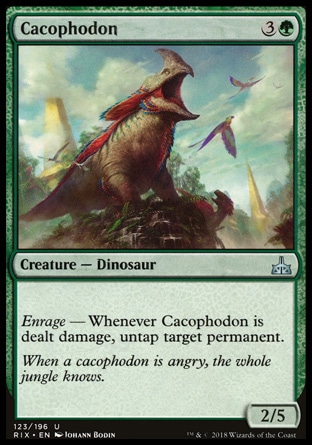 Cacophodon 3
Creature — Dinosaur
Enrage — Whenever Cacophodon is
dealt damage, untap target permanent.
When a cacophodon is angry, the whole
jungle knows.
2/5
123/196 U
RIX • EN Johann Bodin ™ & © 2018 Wizards of the Coast